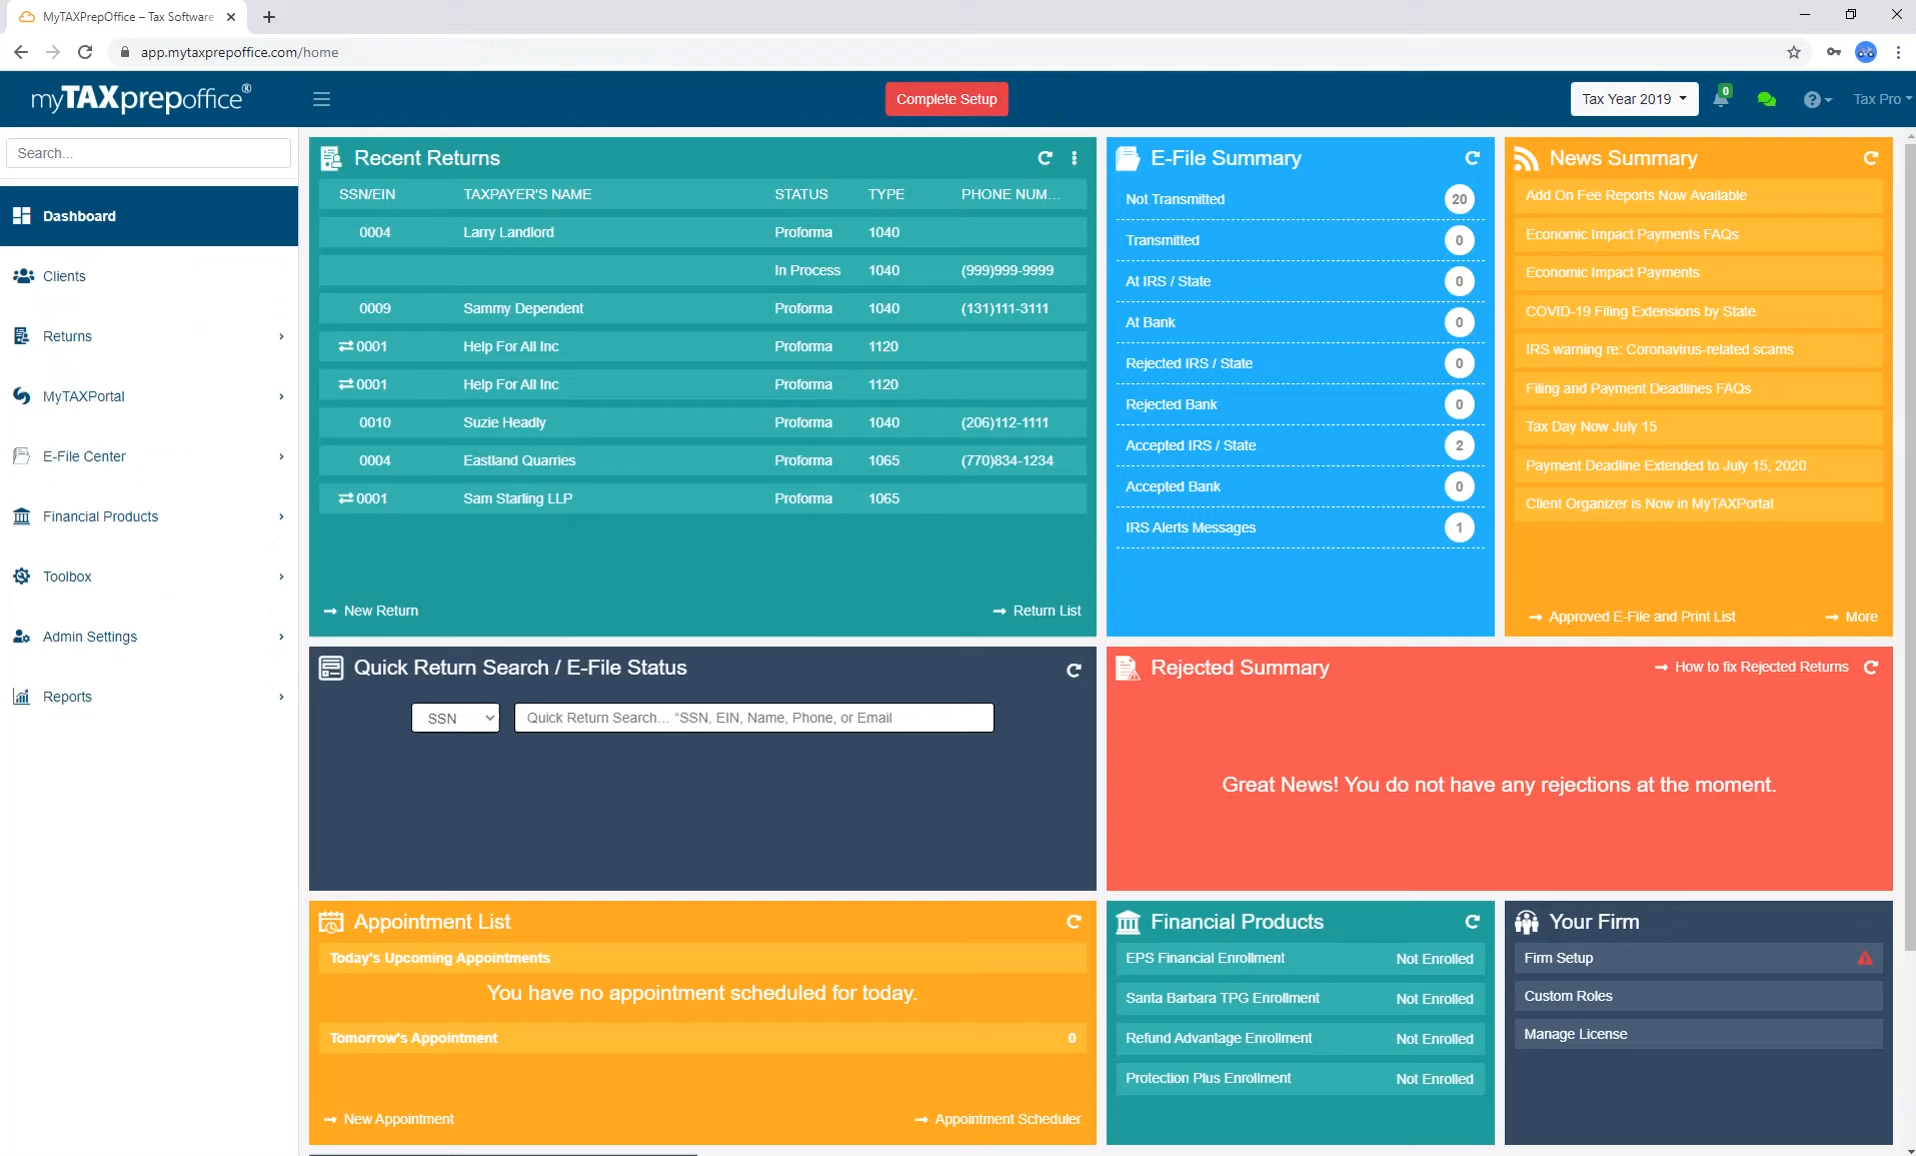 MyTAXPrepOffice – Tax Software
app.mytaxprepoffice.com/home
myTAXprepoffice®
Complete Setup
Tax Year 2019
0
Tax Pro
Search...
Dashboard
Clients
Returns
MyTAXPortal
E-File Center
Financial Products
Toolbox
Admin Settings
Reports
Recent Returns
SSN/EIN TAXPAYER'S NAME STATUS TYPE PHONE NUM...
0004 Larry Landlord Proforma 1040
In Process 1040 (999)999-9999
0009 Sammy Dependent Proforma 1040 (131)111-3111
0001 Help For All Inc Proforma 1120
0001 Help For All Inc Proforma 1120
0010 Suzie Headly Proforma 1040 (206)112-1111
0004 Eastland Quarries Proforma 1065 (770)834-1234
0001 Sam Starling LLP Proforma 1065
New Return Return List
E-File Summary
Not Transmitted 20
Transmitted 0
At IRS / State 0
At Bank 0
Rejected IRS / State 0
Rejected Bank 0
Accepted IRS / State 2
Accepted Bank 0
IRS Alerts Messages 1
News Summary
Add On Fee Reports Now Available
Economic Impact Payments FAQs
Economic Impact Payments
COVID-19 Filing Extensions by State
IRS warning re: Coronavirus-related scams
Filing and Payment Deadlines FAQs
Tax Day Now July 15
Payment Deadline Extended to July 15, 2020
Client Organizer is Now in MyTAXPortal
Approved E-File and Print List More
Quick Return Search / E-File Status
SSN Quick Return Search... "SSN, EIN, Name, Phone, or Email
Rejected Summary How to fix Rejected Returns
Great News! You do not have any rejections at the moment.
Appointment List
Today's Upcoming Appointments
You have no appointment scheduled for today.
Tomorrow's Appointment 0
New Appointment Appointment Scheduler
Financial Products
EPS Financial Enrollment Not Enrolled
Santa Barbara TPG Enrollment Not Enrolled
Refund Advantage Enrollment Not Enrolled
Protection Plus Enrollment Not Enrolled
Your Firm
Firm Setup
Custom Roles
Manage License